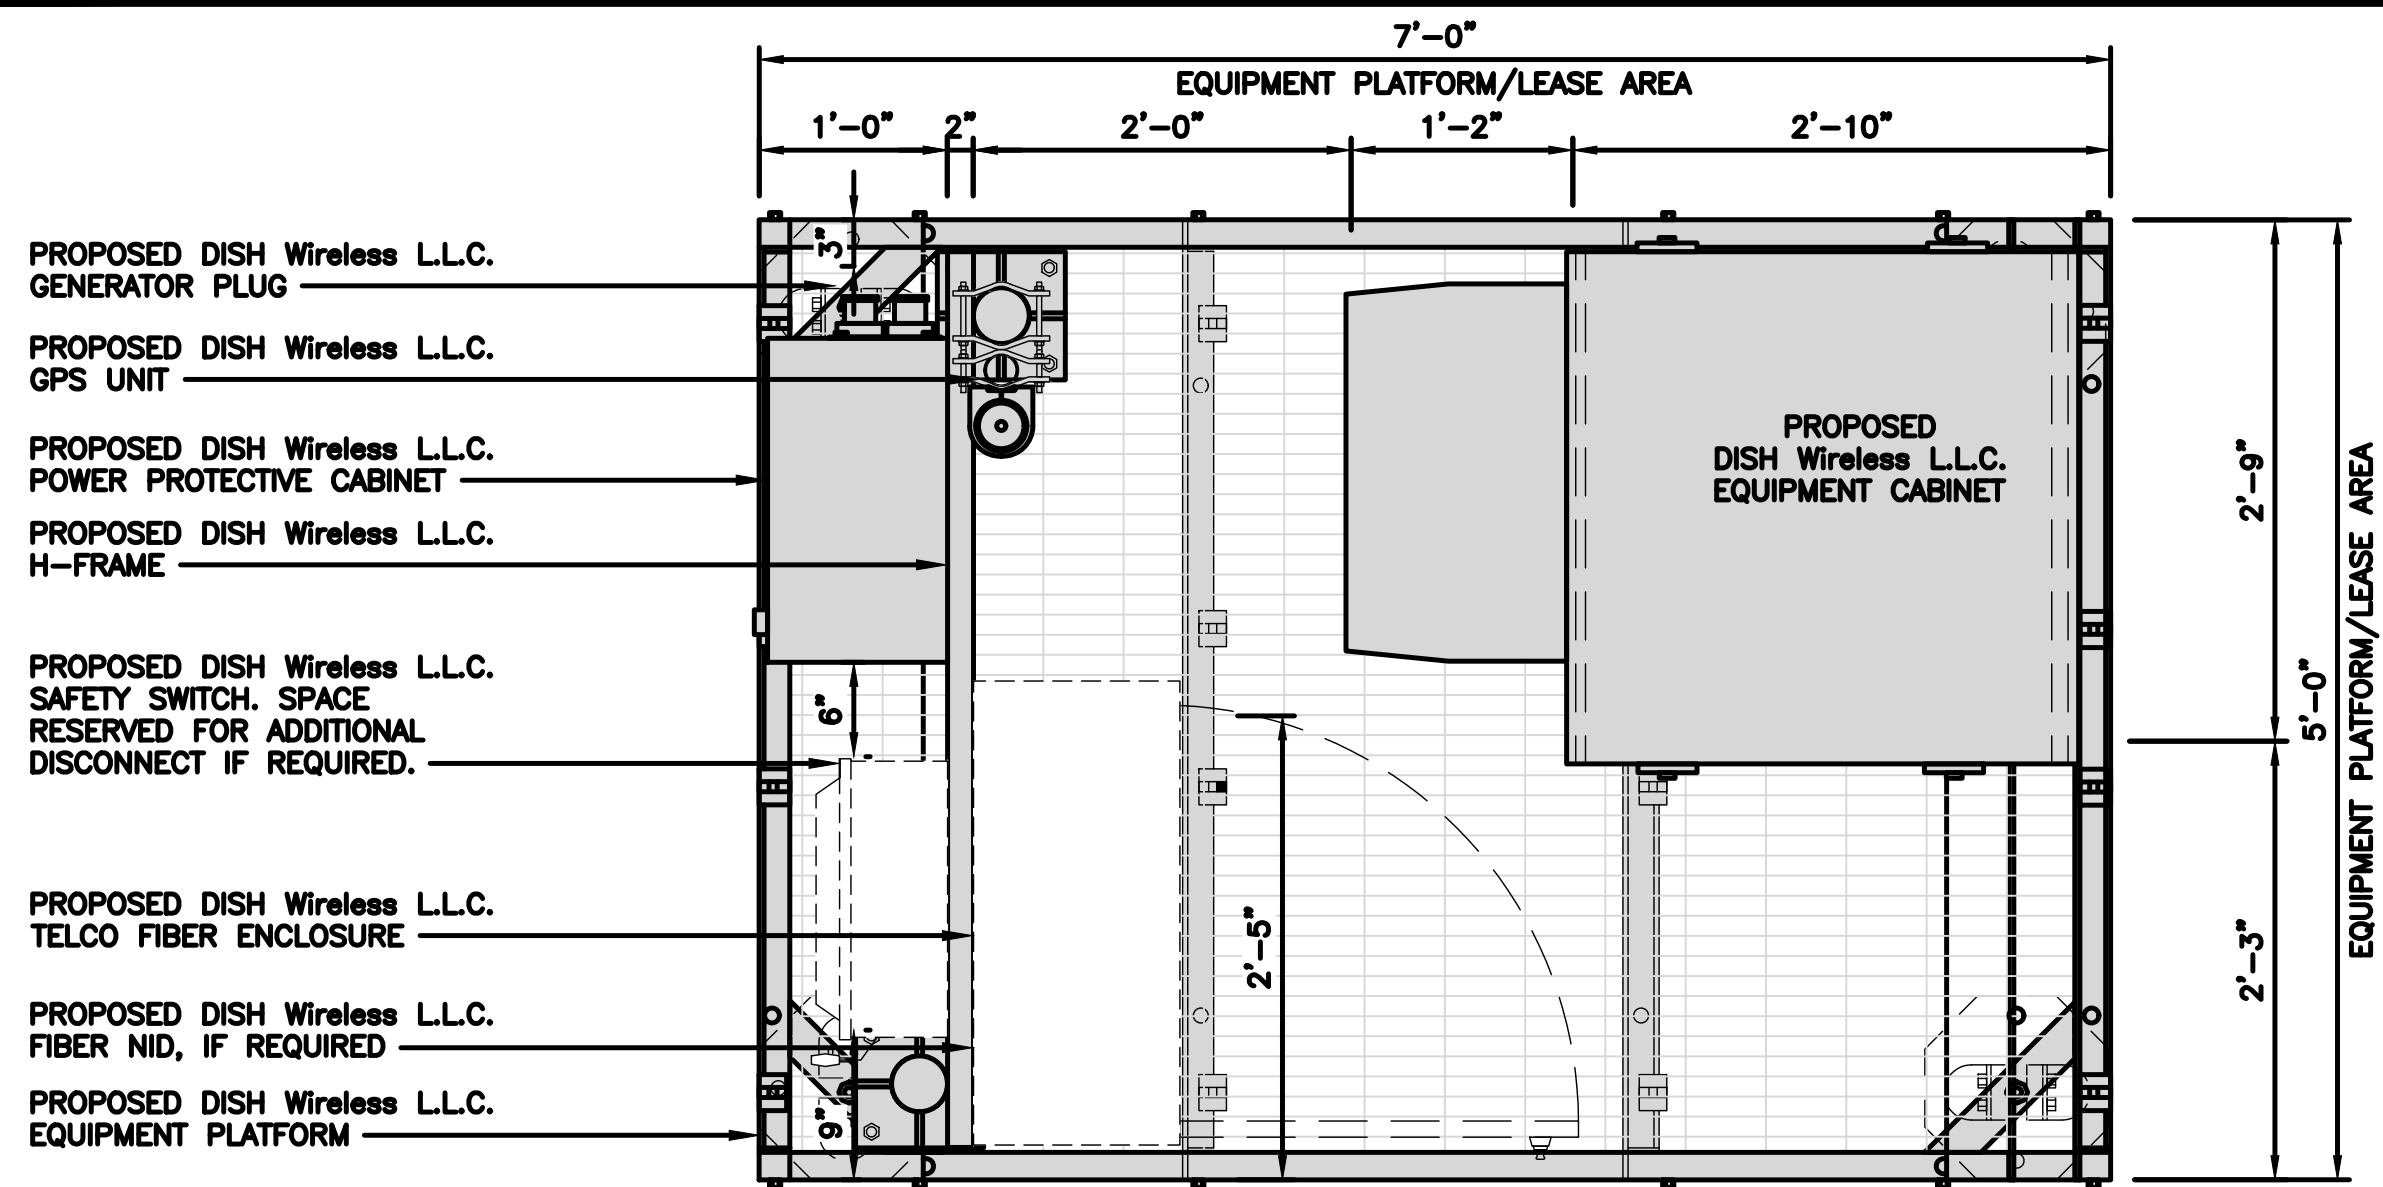 7'-0"
EQUIPMENT PLATFORM/LEASE AREA
1'-0" 2" 2'-0" 1'-2" 2'-10"
3"
PROPOSED DISH Wireless L.L.C.
GENERATOR PLUG
PROPOSED DISH Wireless L.L.C.
GPS UNIT
PROPOSED DISH Wireless L.L.C.
POWER PROTECTIVE CABINET
PROPOSED DISH Wireless L.L.C.
H-FRAME
PROPOSED DISH Wireless L.L.C.
SAFETY SWITCH. SPACE
RESERVED FOR ADDITIONAL
DISCONNECT IF REQUIRED.
PROPOSED DISH Wireless L.L.C.
TELCO FIBER ENCLOSURE
PROPOSED DISH Wireless L.L.C.
FIBER NID, IF REQUIRED
PROPOSED DISH Wireless L.L.C.
EQUIPMENT PLATFORM
6"
9"
2'-5"
PROPOSED
DISH Wireless L.L.C.
EQUIPMENT CABINET
2'-9"
2'-3"
5'-0"
EQUIPMENT PLATFORM/LEASE AREA